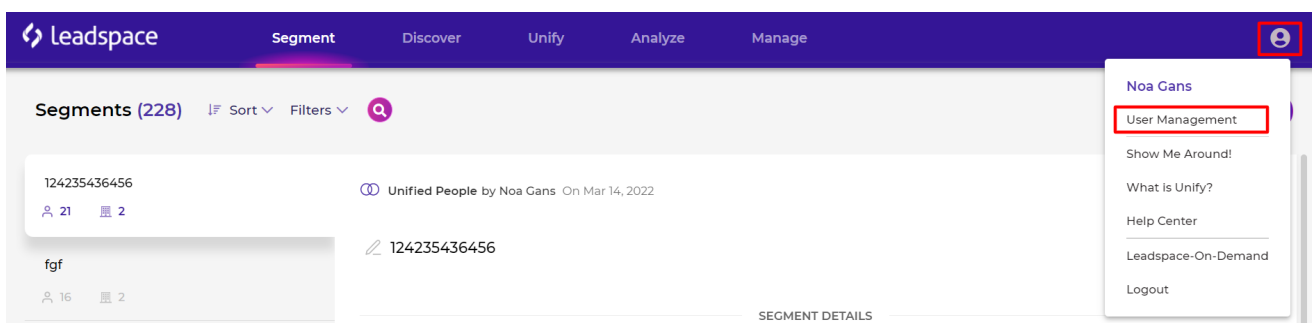 leadspace Segment Discover Unify Analyze Manage
Noa Gans
User Management
Show Me Around!
What is Unify?
Help Center
Leadspace-On-Demand
Logout
Segments (228) Sort Filters
124235436456
21 2
fgf
16 2
Unified People by Noa Gans On Mar 14, 2022
124235436456
SEGMENT DETAILS